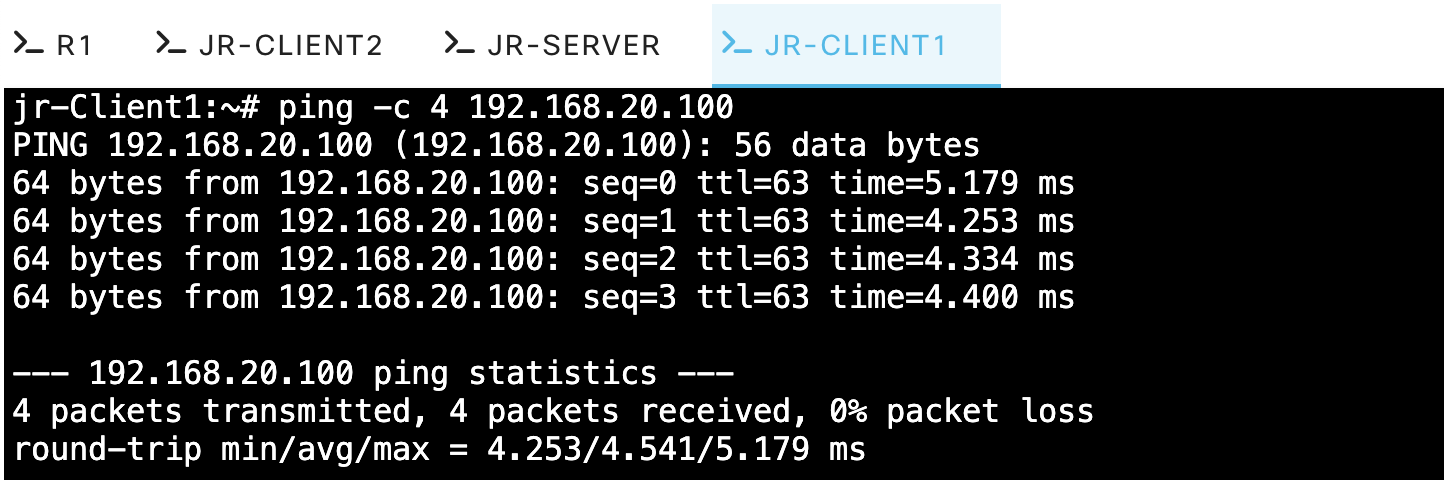 R1 JR-CLIENT2 JR-SERVER JR-CLIENT1
jr-Client1:~# ping -c 4 192.168.20.100
PING 192.168.20.100 (192.168.20.100): 56 data bytes
64 bytes from 192.168.20.100: seq=0 ttl=63 time=5.179 ms
64 bytes from 192.168.20.100: seq=1 ttl=63 time=4.253 ms
64 bytes from 192.168.20.100: seq=2 ttl=63 time=4.334 ms
64 bytes from 192.168.20.100: seq=3 ttl=63 time=4.400 ms
--- 192.168.20.100 ping statistics ---
4 packets transmitted, 4 packets received, 0% packet loss
round-trip min/avg/max = 4.253/4.541/5.179 ms